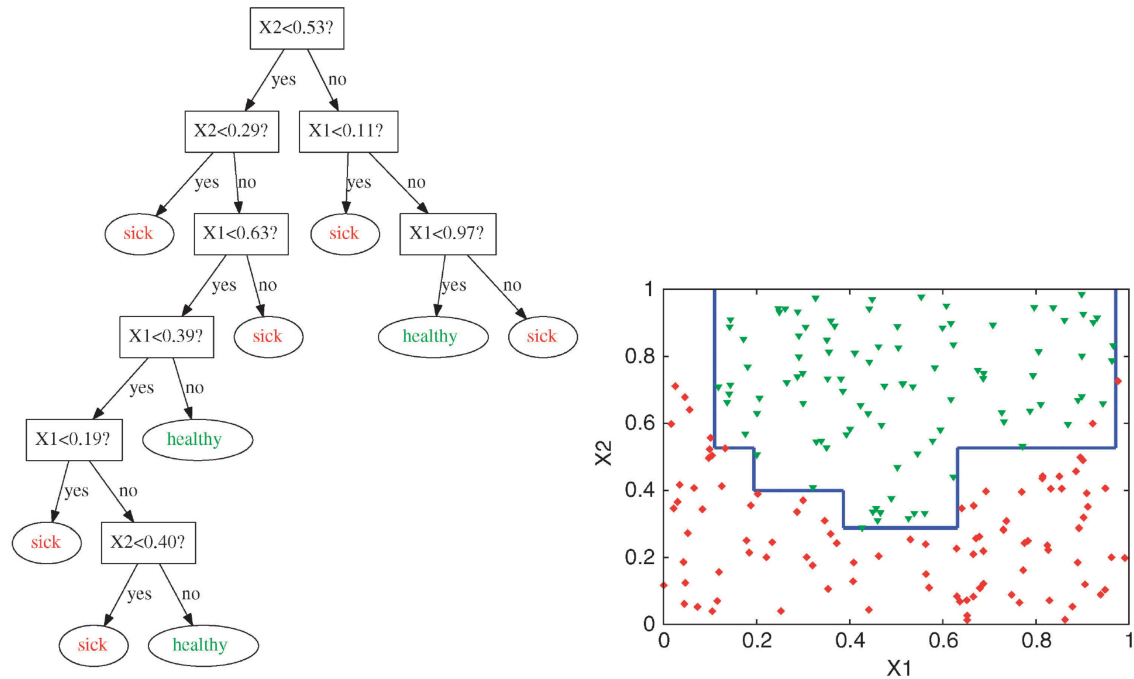 X2<0.53?
yes
no
X2<0.29?
X1<0.11?
yes
no
yes
no
sick
X1<0.63?
sick
X1<0.97?
yes
no
yes
no
X1<0.39?
sick
healthy
sick
yes
no
X1<0.19?
healthy
yes
no
sick
X2<0.40?
yes
no
sick
healthy
1
0.8
0.6
0.4
0.2
0
X2
0
0.2
0.4
0.6
0.8
1
X1